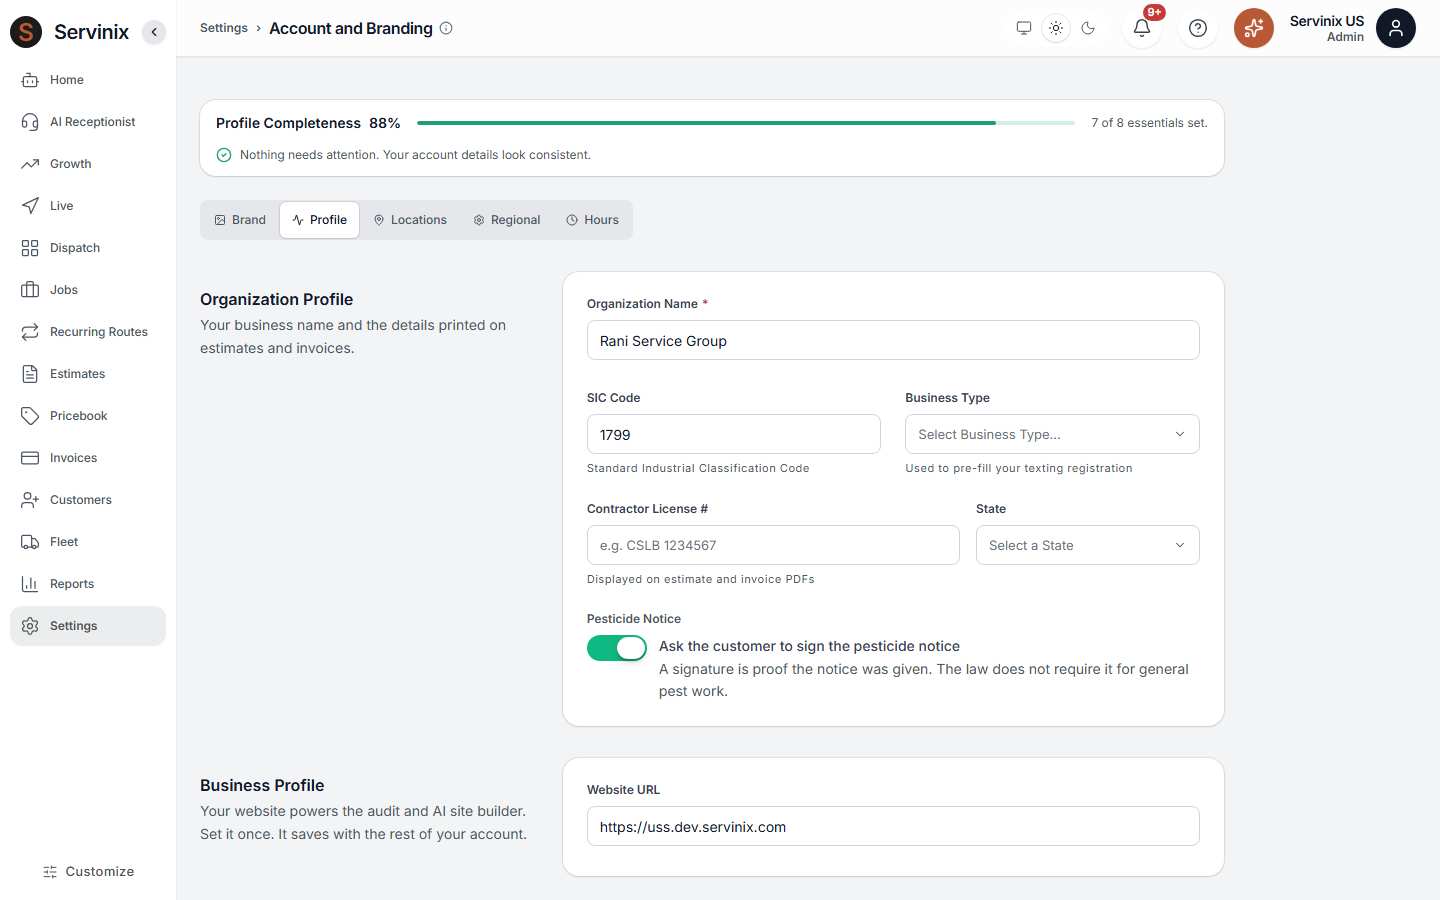 Servinix
Home
AI Receptionist
Growth
Live
Dispatch
Jobs
Recurring Routes
Estimates
Pricebook
Invoices
Customers
Fleet
Reports
Settings
Customize
Settings › Account and Branding
9+
Servinix US
Admin
Profile Completeness 88%
7 of 8 essentials set.
Nothing needs attention. Your account details look consistent.
Brand
Profile
Locations
Regional
Hours
Organization Profile
Your business name and the details printed on
estimates and invoices.
Organization Name *
Rani Service Group
SIC Code
1799
Standard Industrial Classification Code
Business Type
Select Business Type...
Used to pre-fill your texting registration
Contractor License #
e.g. CSLB 1234567
Displayed on estimate and invoice PDFs
State
Select a State
Pesticide Notice
Ask the customer to sign the pesticide notice
A signature is proof the notice was given. The law does not require it for general
pest work.
Business Profile
Your website powers the audit and AI site builder.
Set it once. It saves with the rest of your account.
Website URL
https://uss.dev.servinix.com